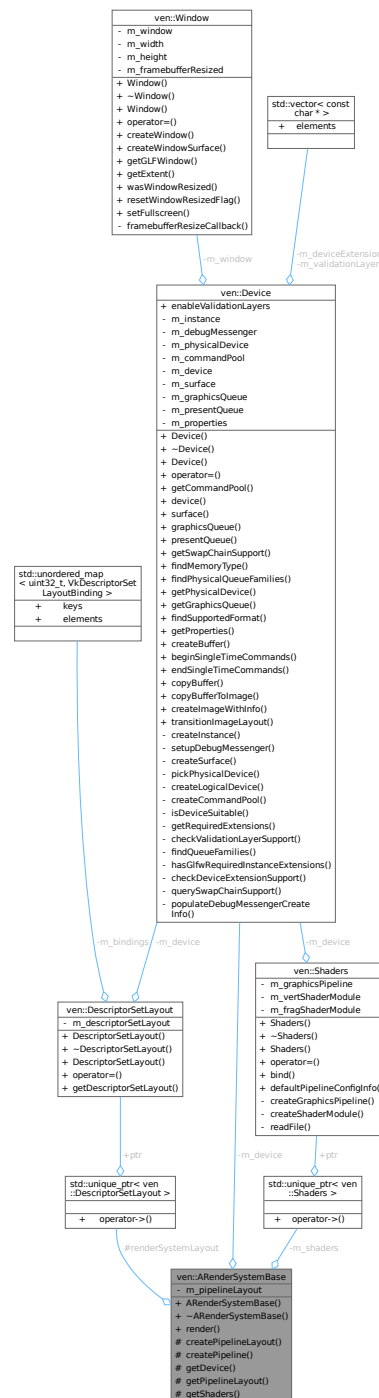 ven::Window
- m_window
- m_width
- m_height
- m_framebufferResized
+ Window()
+ ~Window()
+ Window()
+ operator=()
+ createWindow()
+ createWindowSurface()
+ getGLFWindow()
+ getExtent()
+ wasWindowResized()
+ resetWindowResizedFlag()
+ setFullscreen()
- framebufferResizeCallback()
std::vector< const
char * >
+ elements
-m_window
-m_deviceExtension
-m_validationLayer
ven::Device
+ enableValidationLayers
- m_instance
- m_debugMessenger
- m_physicalDevice
- m_commandPool
- m_device
- m_surface
- m_graphicsQueue
- m_presentQueue
- m_properties
+ Device()
+ ~Device()
+ Device()
+ operator=()
+ getCommandPool()
+ device()
+ surface()
+ graphicsQueue()
+ presentQueue()
+ getSwapChainSupport()
+ findMemoryType()
+ findPhysicalQueueFamilies()
+ getPhysicalDevice()
+ getGraphicsQueue()
+ findSupportedFormat()
+ getProperties()
+ createBuffer()
+ beginSingleTimeCommands()
+ endSingleTimeCommands()
+ copyBuffer()
+ copyBufferToImage()
+ createImageWithInfo()
+ transitionImageLayout()
- createInstance()
- setupDebugMessenger()
- createSurface()
- pickPhysicalDevice()
- createLogicalDevice()
- createCommandPool()
- isDeviceSuitable()
- getRequiredExtensions()
- checkValidationLayerSupport()
- findQueueFamilies()
- hasGlfwRequiredInstanceExtensions()
- checkDeviceExtensionSupport()
- querySwapChainSupport()
- populateDebugMessengerCreate
Info()
std::unordered_map
< uint32_t, VkDescriptorSet
LayoutBinding >
+ keys
+ elements
-m_bindings
-m_device
-m_device
ven::DescriptorSetLayout
- m_descriptorSetLayout
+ DescriptorSetLayout()
+ ~DescriptorSetLayout()
+ DescriptorSetLayout()
+ operator=()
+ getDescriptorSetLayout()
ven::Shaders
- m_graphicsPipeline
- m_vertShaderModule
- m_fragShaderModule
+ Shaders()
+ ~Shaders()
+ Shaders()
+ operator=()
+ bind()
+ defaultPipelineConfigInfo()
- createGraphicsPipeline()
- createShaderModule()
- readFile()
+ptr
-m_device
+ptr
std::unique_ptr< ven
::DescriptorSetLayout >
+ operator->()
std::unique_ptr< ven
::Shaders >
+ operator->()
#renderSystemLayout
-m_shaders
ven::ARenderSystemBase
- m_pipelineLayout
+ ARenderSystemBase()
+ ~ARenderSystemBase()
+ render()
# createPipelineLayout()
# createPipeline()
# getDevice()
# getPipelineLayout()
# getShaders()